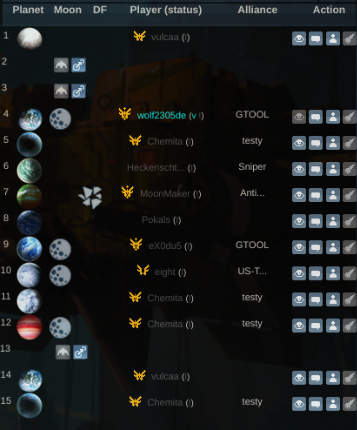 Planet Moon DF Player (status) Alliance Action
1 vulcaa (i)
2
3
4 wolf2305de (v i) GTOOL
5 Chemita (i) testy
6 Heckenscht... (i) Sniper
7 MoonMaker (i) Anti...
8 Pokals (i)
9 eX0du5 (i) GTOOL
10 eight (i) US-T...
11 Chemita (i) testy
12 Chemita (i) testy
13
14 vulcaa (i)
15 Chemita (i) testy